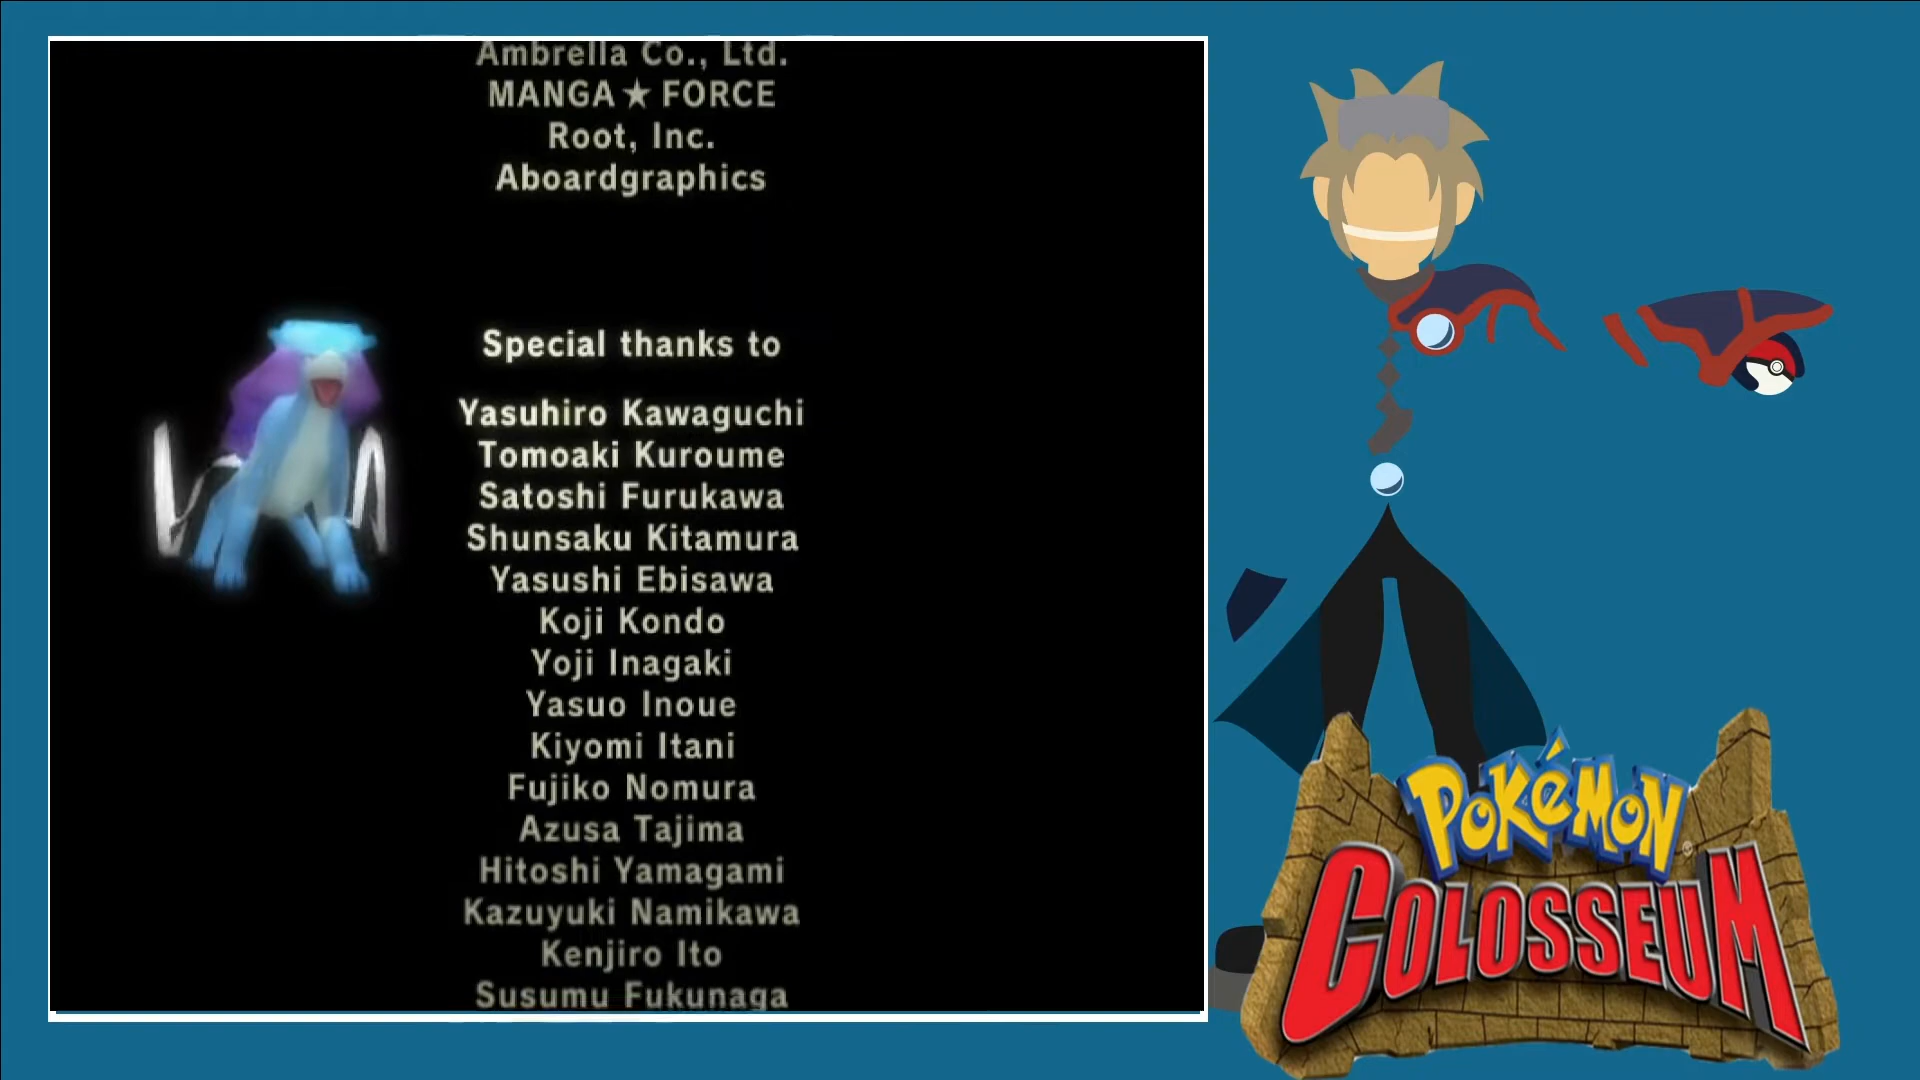 Ambrella Co., Ltd.
MANGA★FORCE
Root, Inc.
Aboardgraphics
Special thanks to
Yasuhiro Kawaguchi
Tomoaki Kuroume
Satoshi Furukawa
Shunsaku Kitamura
Yasushi Ebisawa
Koji Kondo
Yoji Inagaki
Yasuo Inoue
Kiyomi Itani
Fujiko Nomura
Azusa Tajima
Hitoshi Yamagami
Kazuyuki Namikawa
Kenjiro Ito
Susumu Fukunaga
POKéMON
COLOSSEUM